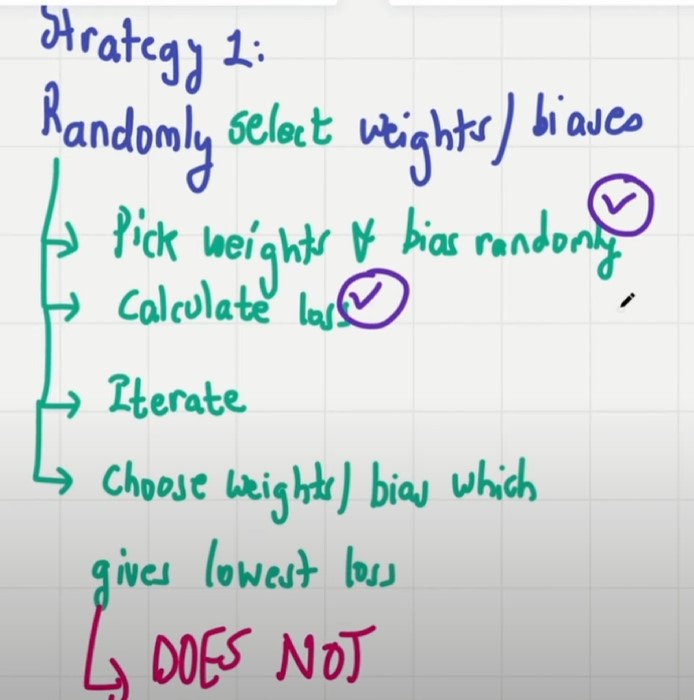 Strategy 1:
Randomly select weights/biases
→ Pick weights & bias randomly
→ Calculate loss
→ Iterate
→ Choose weights/bias which
gives lowest loss
↳ DOES NOT